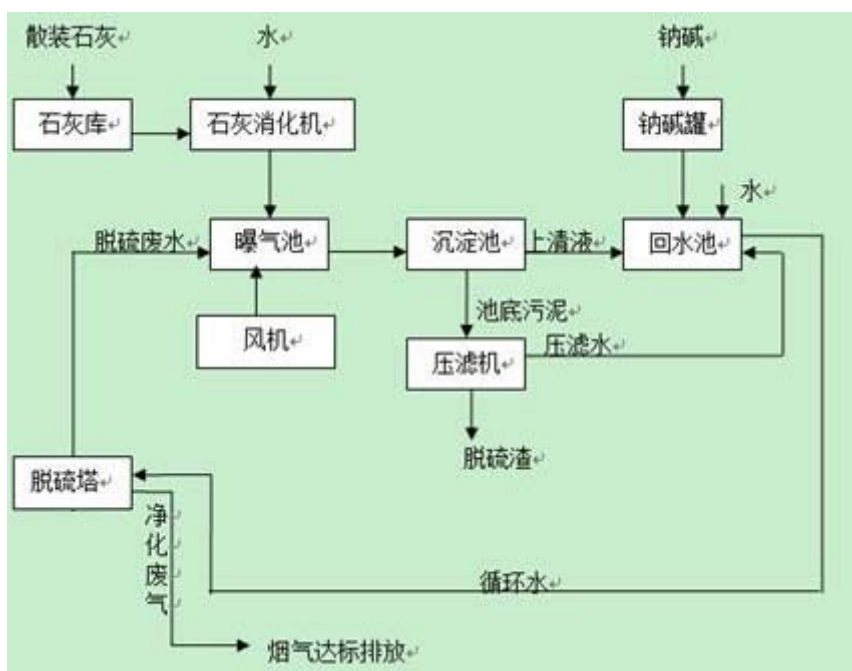 散装石灰
水
钠碱
石灰库
石灰消化机
钠碱罐
水
脱硫废水
曝气池
沉淀池
上清液
回水池
池底污泥
风机
压滤机
压滤水
脱硫渣
脱硫塔
净化废气
循环水
烟气达标排放